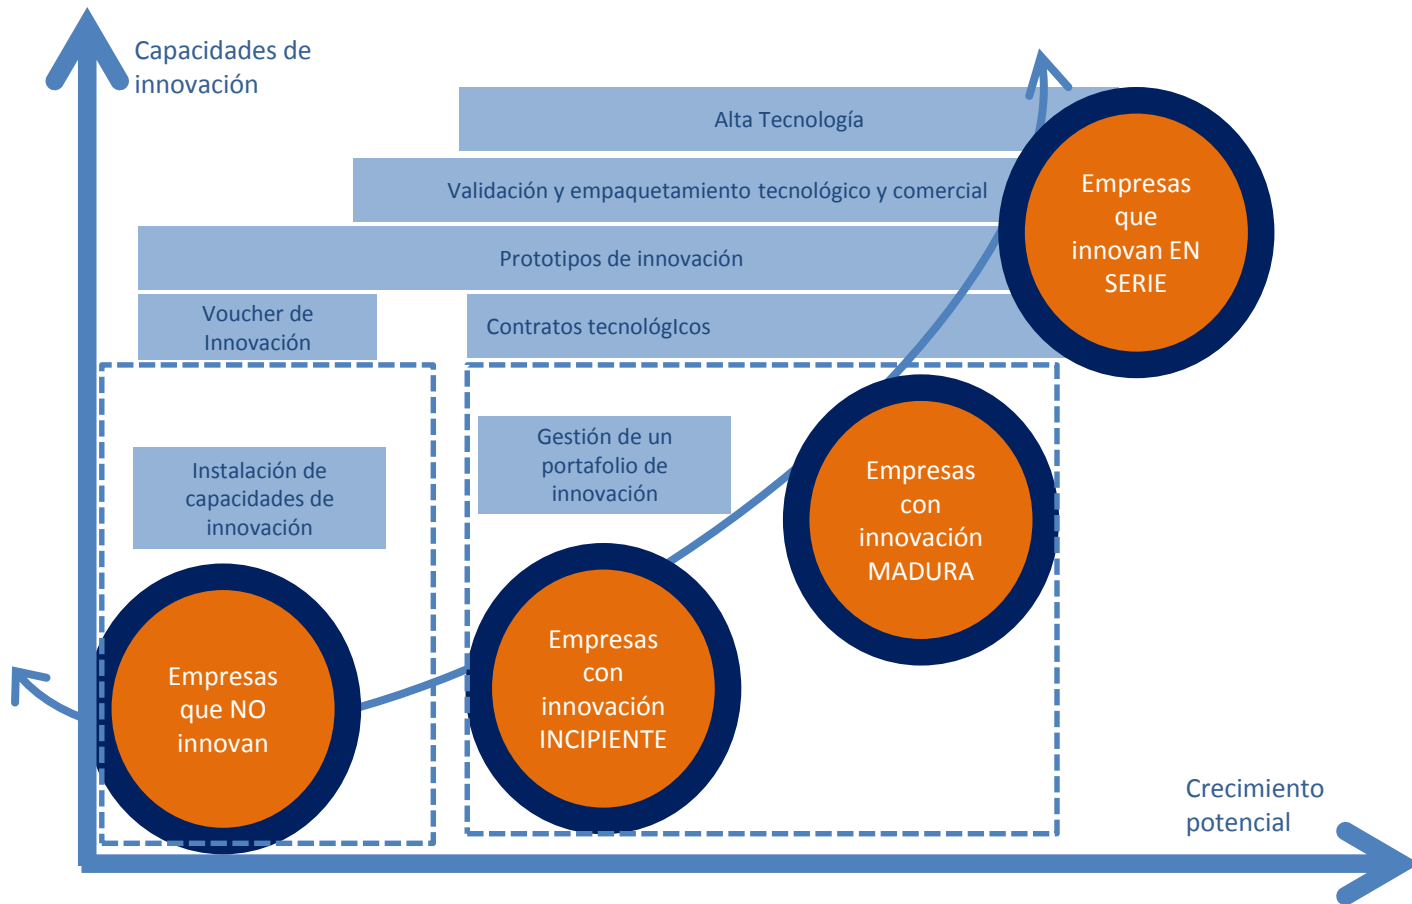 Capacidades de
innovación
Alta Tecnología
Validación y empaquetamiento tecnológico y comercial
Prototipos de innovación
Voucher de
Innovación
Contratos tecnológIcos
Instalación de
capacidades de
innovación
Gestión de un
portafolio de
innovación
Empresas
que NO
innovan
Empresas
con
innovación
INCIPIENTE
Empresas
con
innovación
MADURA
Empresas
que
innovan EN
SERIE
Crecimiento
potencial